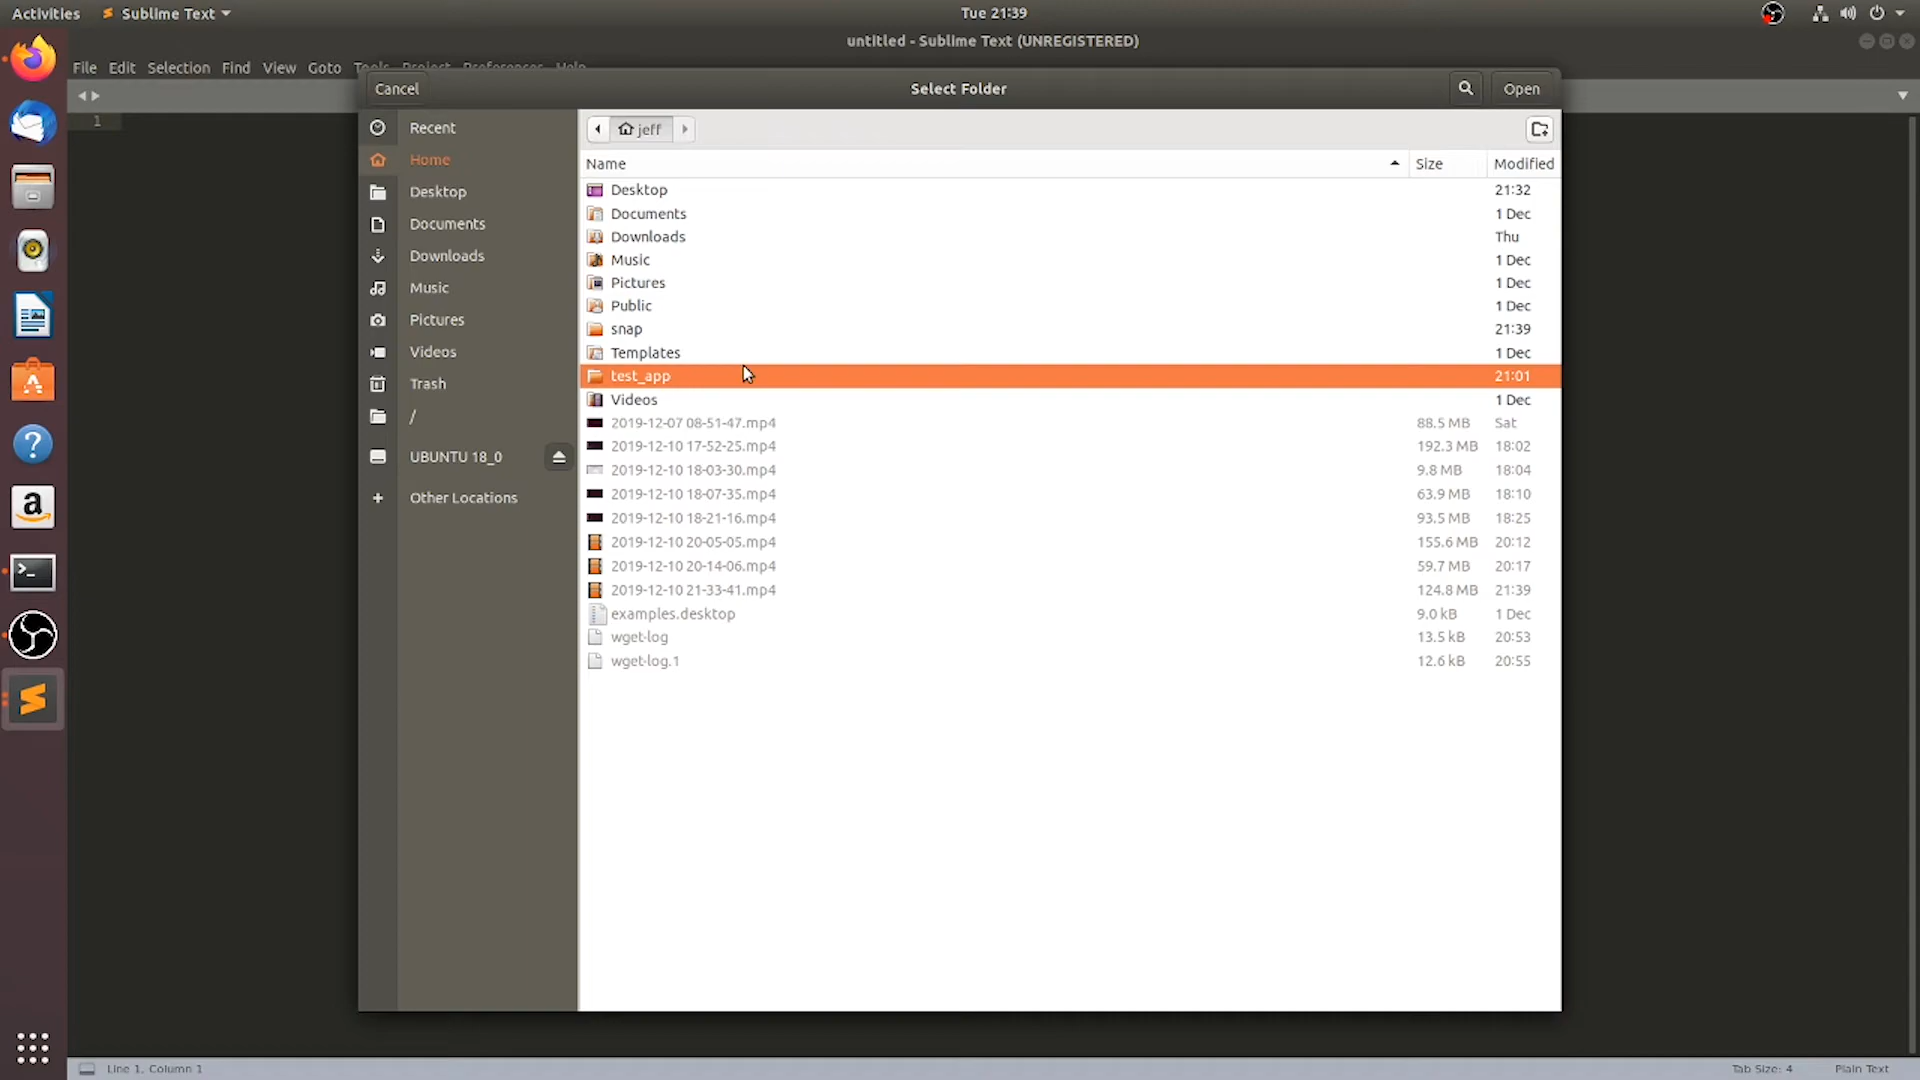 Activities Sublime Text Tue 21:39
untitled - Sublime Text (UNREGISTERED)
File Edit Selection Find View Goto Tools Project Preferences Help
Cancel Select Folder Open
1
Recent
Home
Desktop
Documents
Downloads
Music
Pictures
Videos
Trash
/
UBUNTU 18_0
+ Other Locations
jeff
Name Size Modified
Desktop 21:32
Documents 1 Dec
Downloads Thu
Music 1 Dec
Pictures 1 Dec
Public 1 Dec
snap 21:39
Templates 1 Dec
test_app 21:01
Videos 1 Dec
2019-12-07 08-51-47.mp4 88.5 MB Sat
2019-12-10 17-52-25.mp4 192.3 MB 18:02
2019-12-10 18-03-30.mp4 9.8 MB 18:04
2019-12-10 18-07-35.mp4 63.9 MB 18:10
2019-12-10 18-21-16.mp4 93.5 MB 18:25
2019-12-10 20-05-05.mp4 155.6 MB 20:12
2019-12-10 20-14-06.mp4 59.7 MB 20:17
2019-12-10 21-33-41.mp4 124.8 MB 21:39
examples.desktop 9.0 kB 1 Dec
wget-log 13.5 kB 20:53
wget-log.1 12.6 kB 20:55
Line 1, Column 1 Tab Size: 4 Plain Text